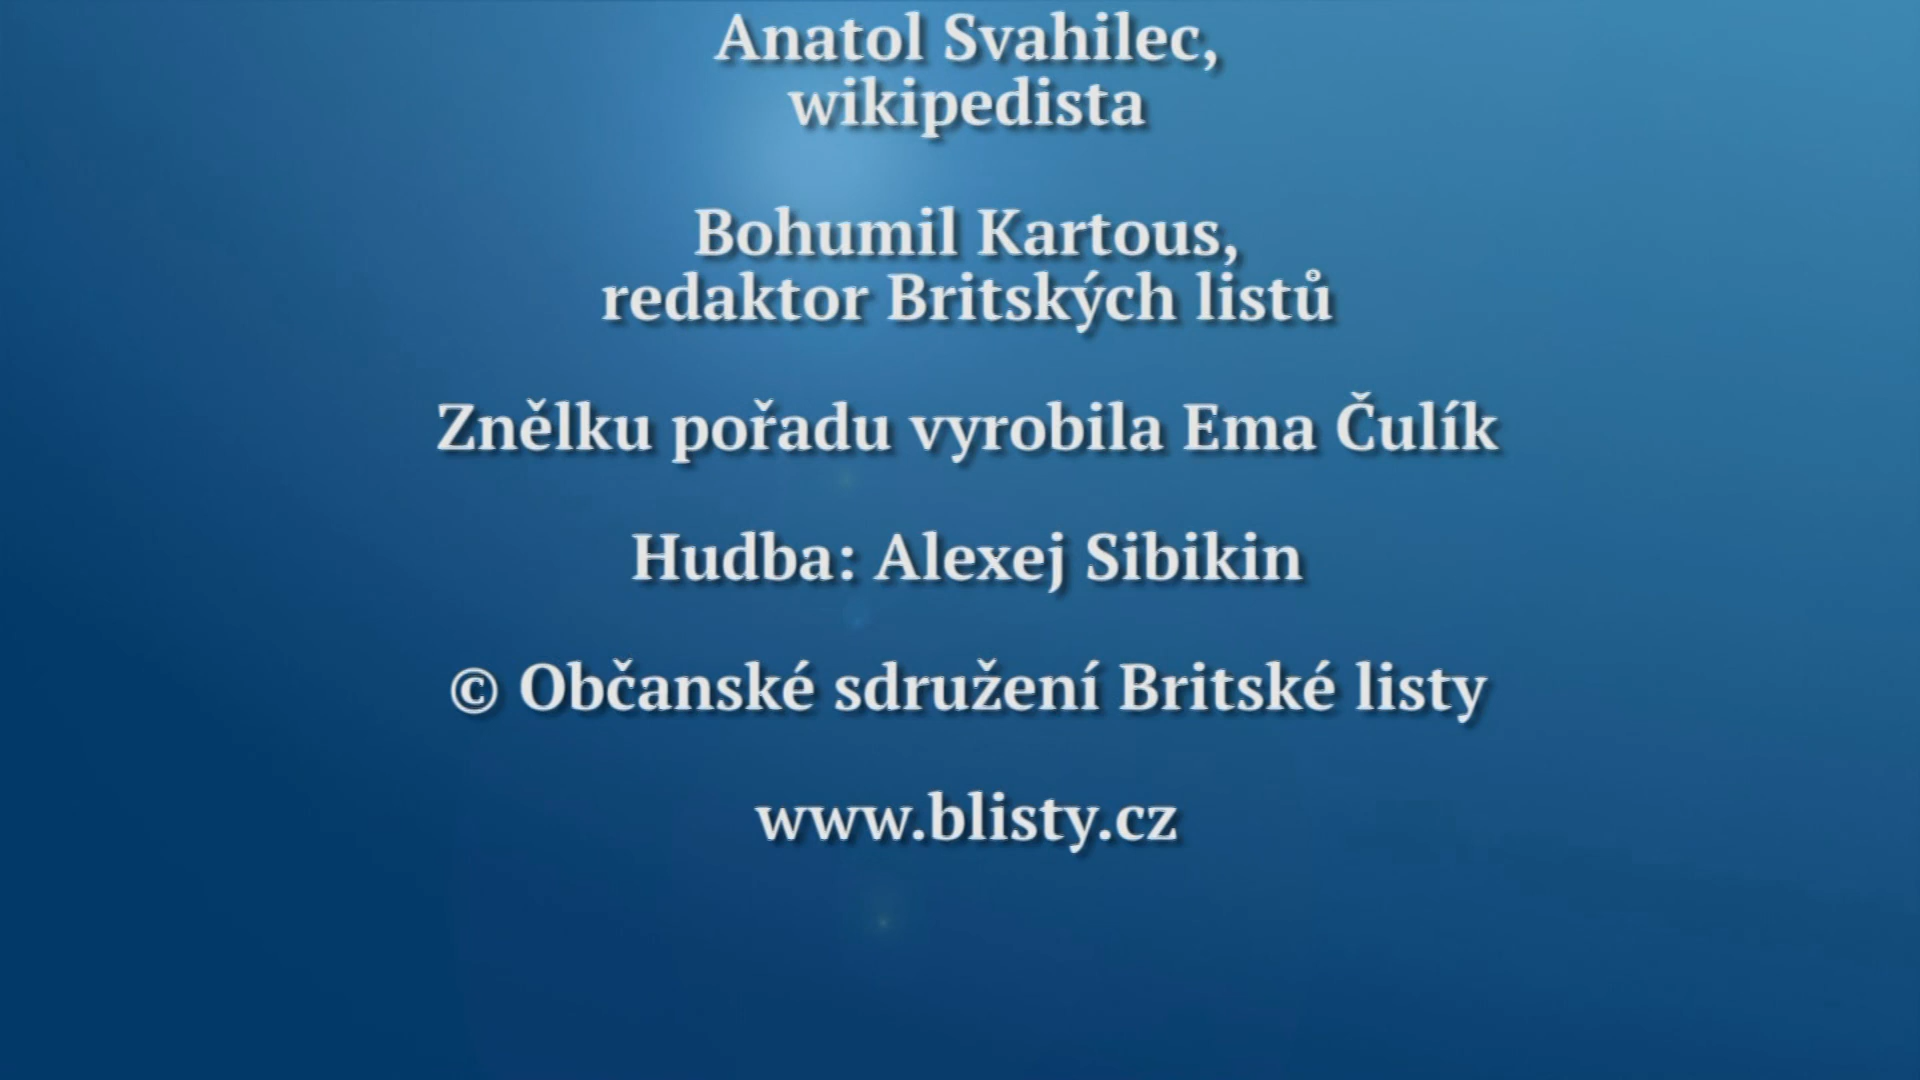 Anatol Svahilec,
wikipedista
Bohumil Kartous,
redaktor Britských listů
Znělku pořadu vyrobila Ema Čulík
Hudba: Alexej Sibikin
© Občanské sdružení Britské listy
www.blisty.cz